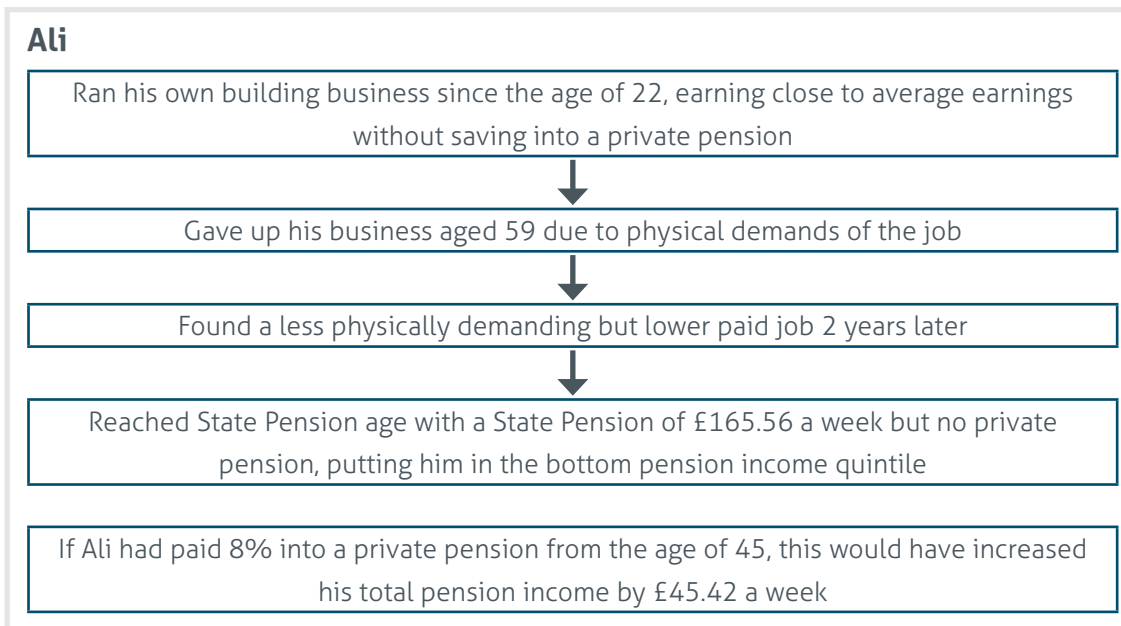 Ali
Ran his own building business since the age of 22, earning close to average earnings
without saving into a private pension
Gave up his business aged 59 due to physical demands of the job
Found a less physically demanding but lower paid job 2 years later
Reached State Pension age with a State Pension of £165.56 a week but no private
pension, putting him in the bottom pension income quintile
If Ali had paid 8% into a private pension from the age of 45, this would have increased
his total pension income by £45.42 a week